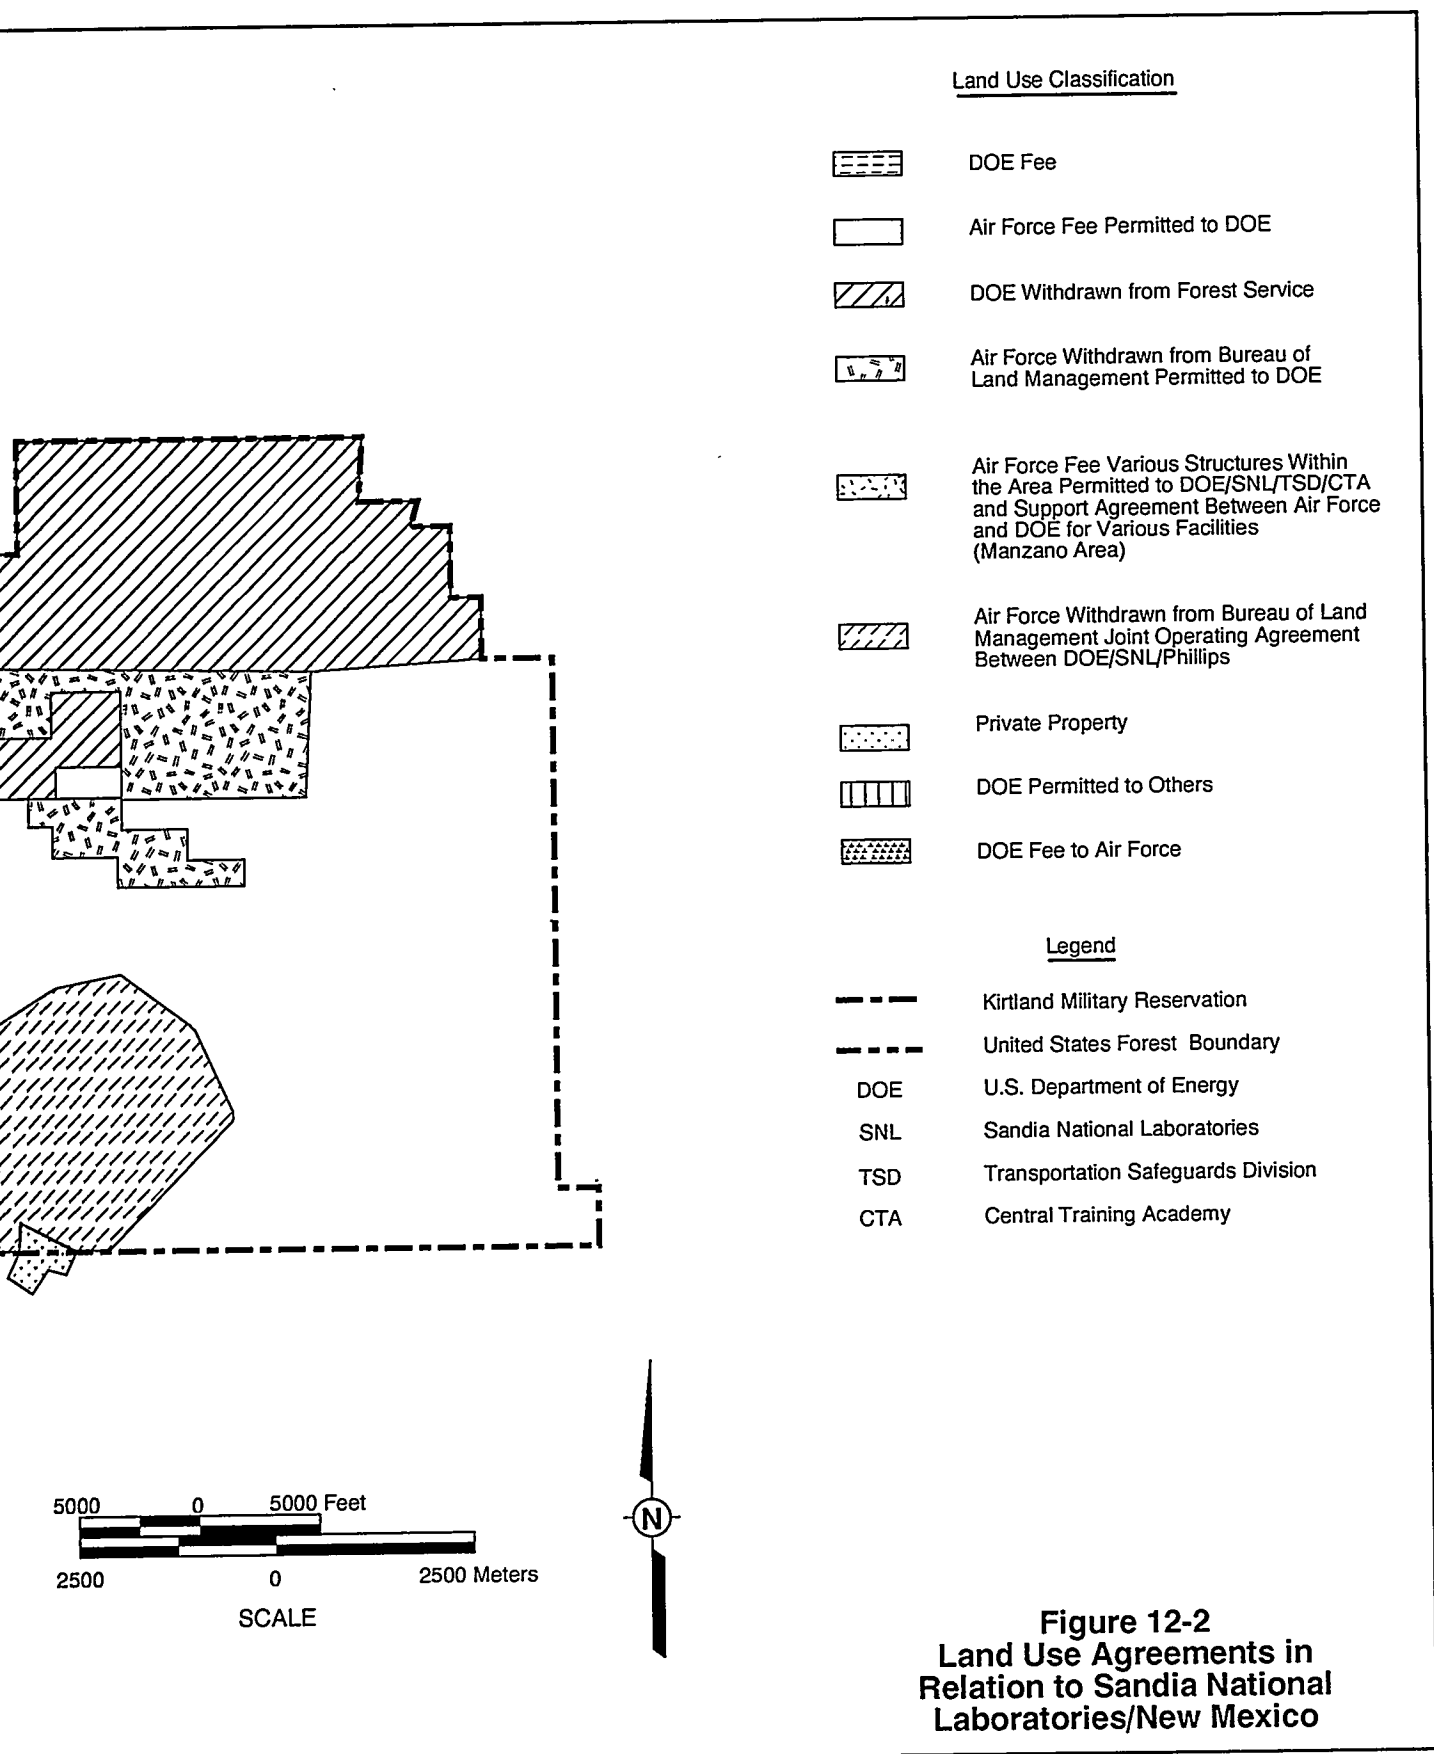 Land Use Classification
DOE Fee
Air Force Fee Permitted to DOE
DOE Withdrawn from Forest Service
Air Force Withdrawn from Bureau of
Land Management Permitted to DOE
Air Force Fee Various Structures Within
the Area Permitted to DOE/SNL/TSD/CTA
and Support Agreement Between Air Force
and DOE for Various Facilities
(Manzano Area)
Air Force Withdrawn from Bureau of Land
Management Joint Operating Agreement
Between DOE/SNL/Phillips
Private Property
DOE Permitted to Others
DOE Fee to Air Force
Legend
Kirtland Military Reservation
United States Forest Boundary
DOE U.S. Department of Energy
SNL Sandia National Laboratories
TSD Transportation Safeguards Division
CTA Central Training Academy
5000 0 5000 Feet
2500 0 2500 Meters
SCALE
N
Figure 12-2
Land Use Agreements in
Relation to Sandia National
Laboratories/New Mexico